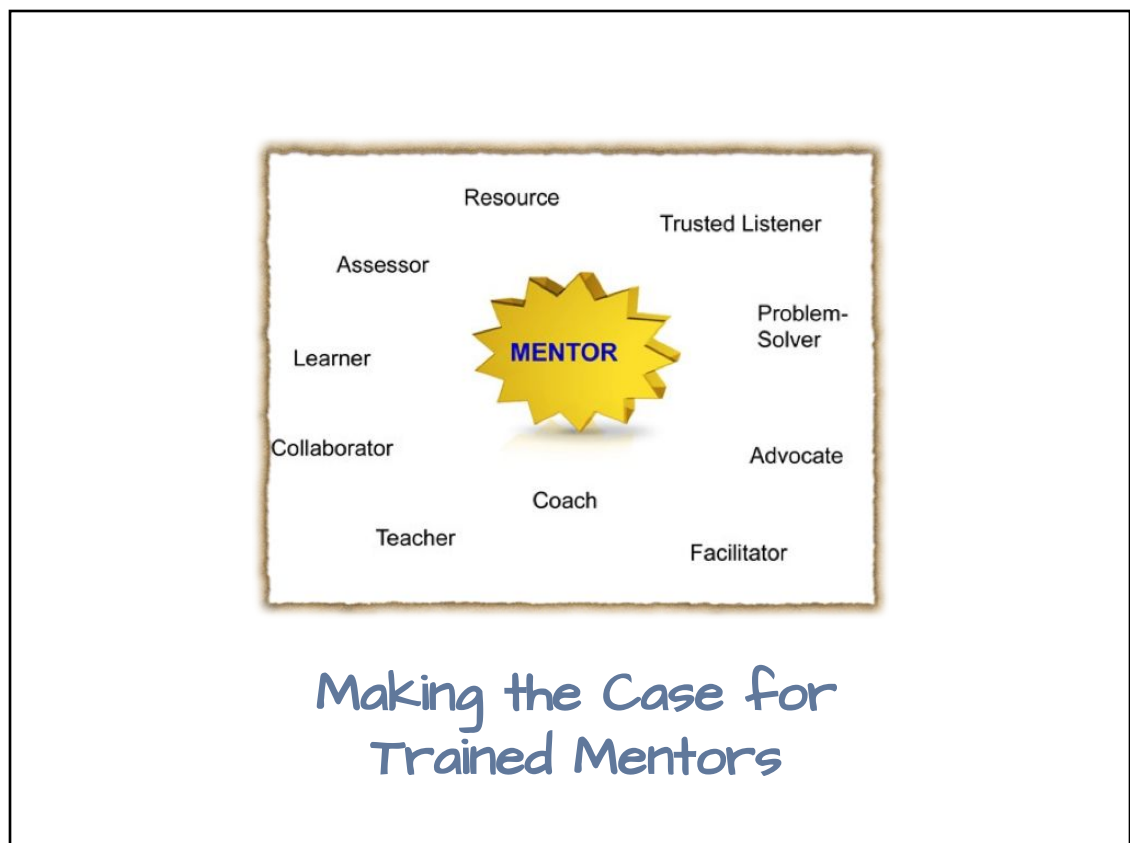 Resource
Trusted Listener
Assessor
Problem-
Solver
MENTOR
Learner
Collaborator
Advocate
Coach
Teacher
Facilitator
Making the Case for
Trained Mentors